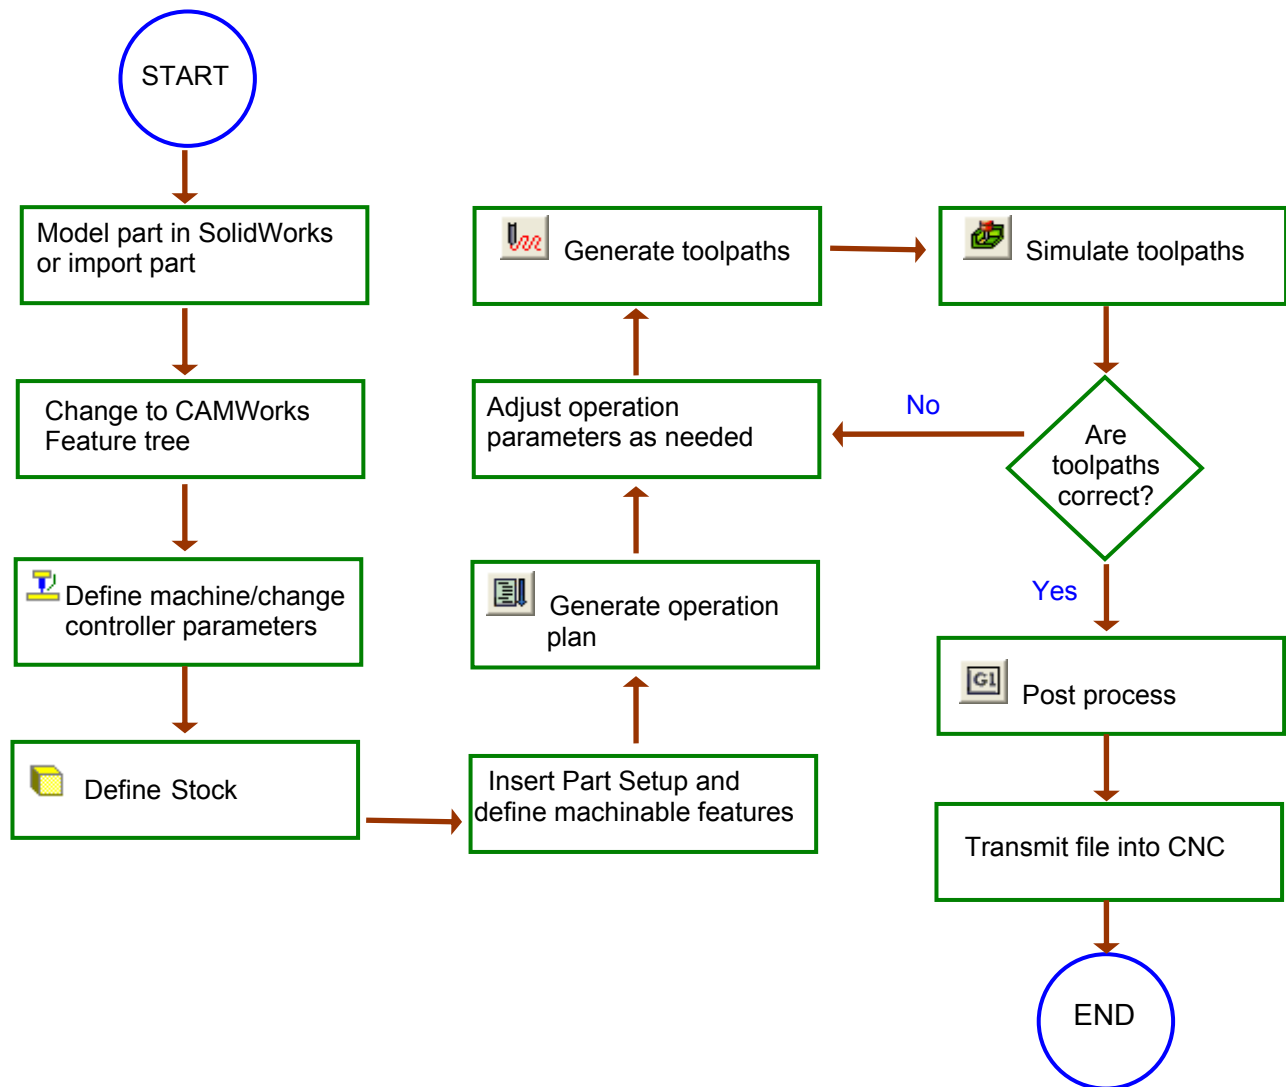 START
Model part in SolidWorks
or import part
Change to CAMWorks
Feature tree
Define machine/change
controller parameters
Define Stock
Insert Part Setup and
define machinable features
Generate operation
plan
Adjust operation
parameters as needed
Generate toolpaths
Simulate toolpaths
Are
toolpaths
correct?
No
Yes
G1
Post process
Transmit file into CNC
END